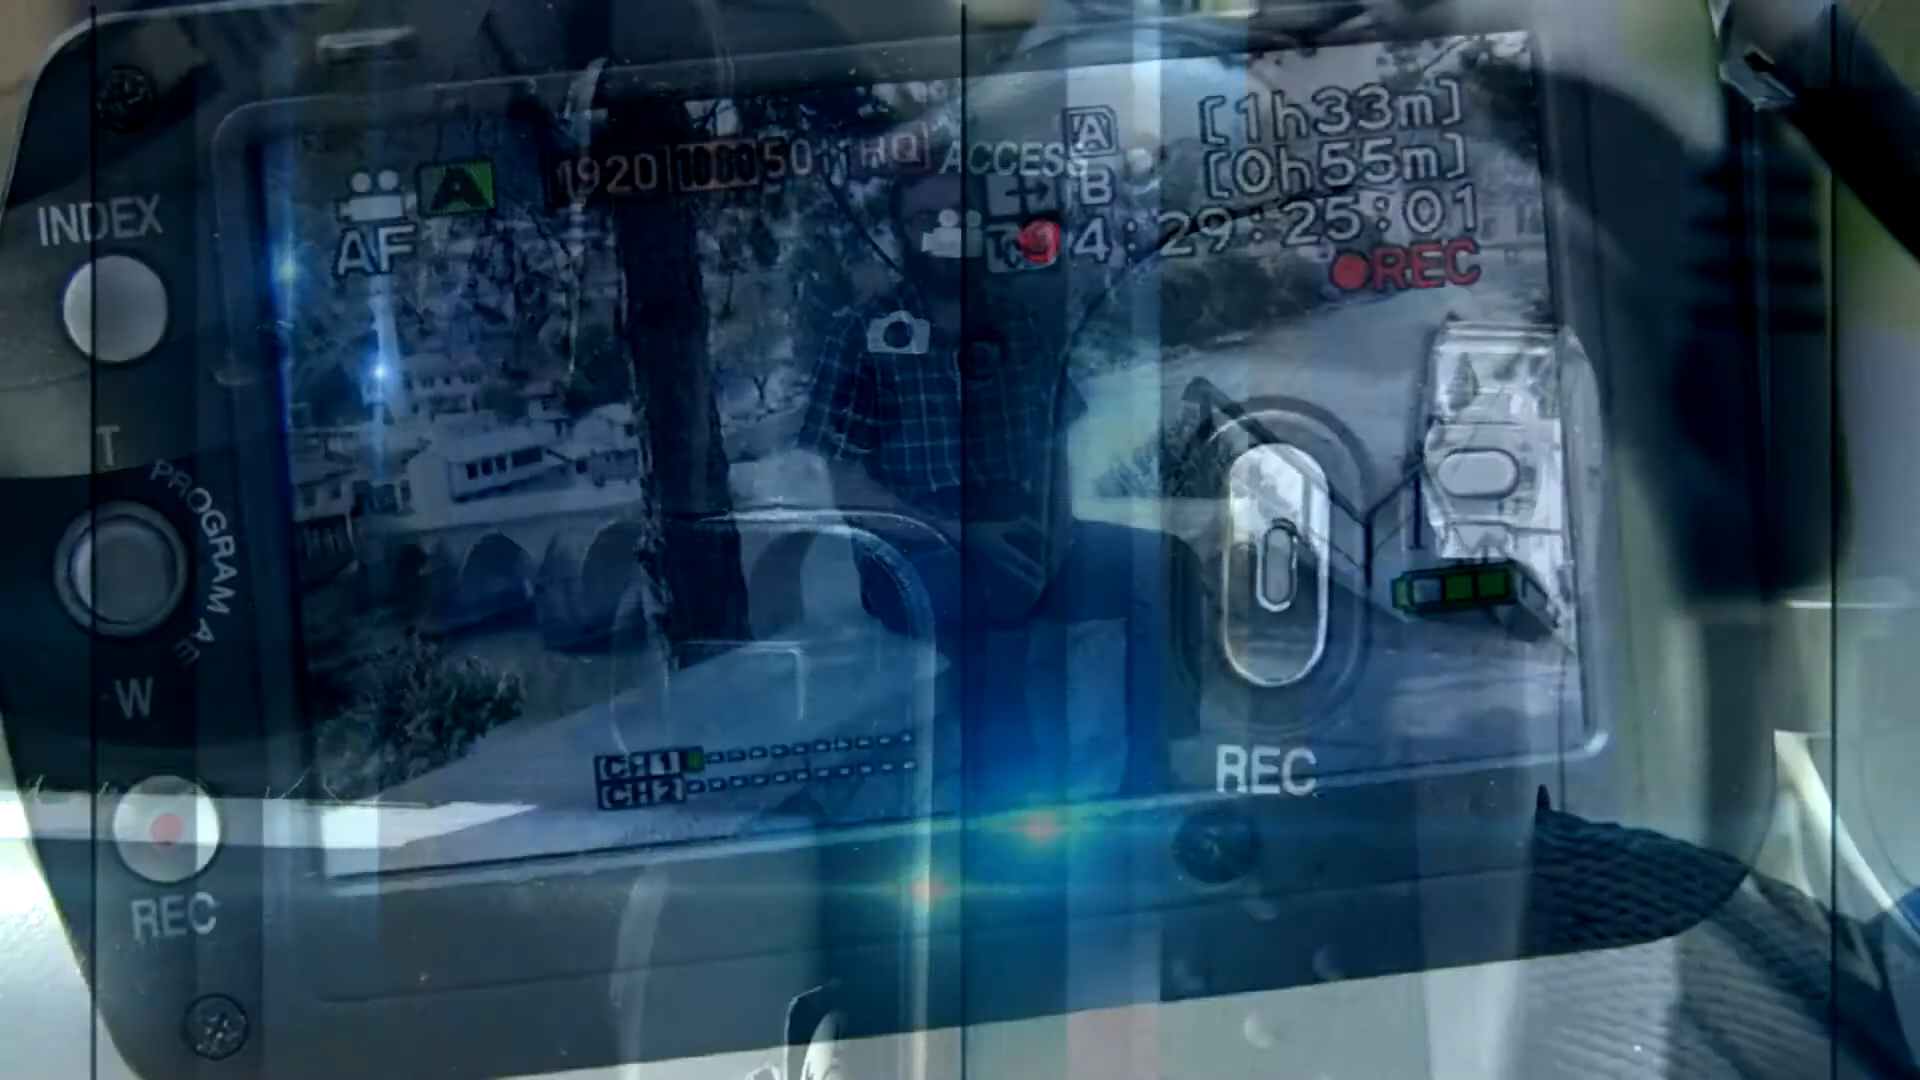 INDEX
T
PROGRAM AE
W
REC
A
AF
1920 1080 50i HQ ACCESS
A [1h33m]
B [0h55m]
4:29:25:01
●REC
CH1
CH2
REC